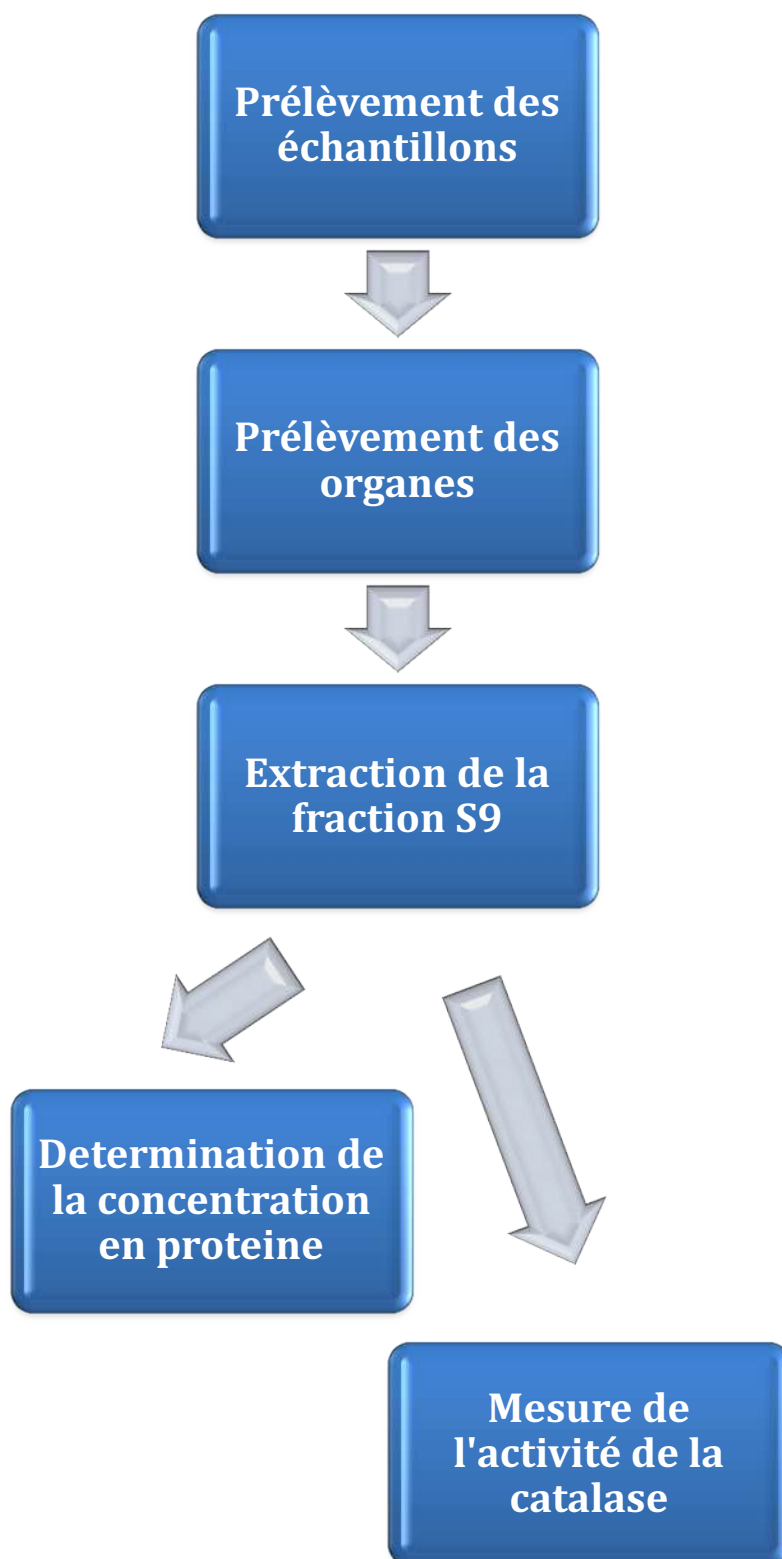 Prélèvement des
échantillons
Prélèvement des
organes
Extraction de la
fraction S9
Determination de
la concentration
en proteine
Mesure de
l'activité de la
catalase